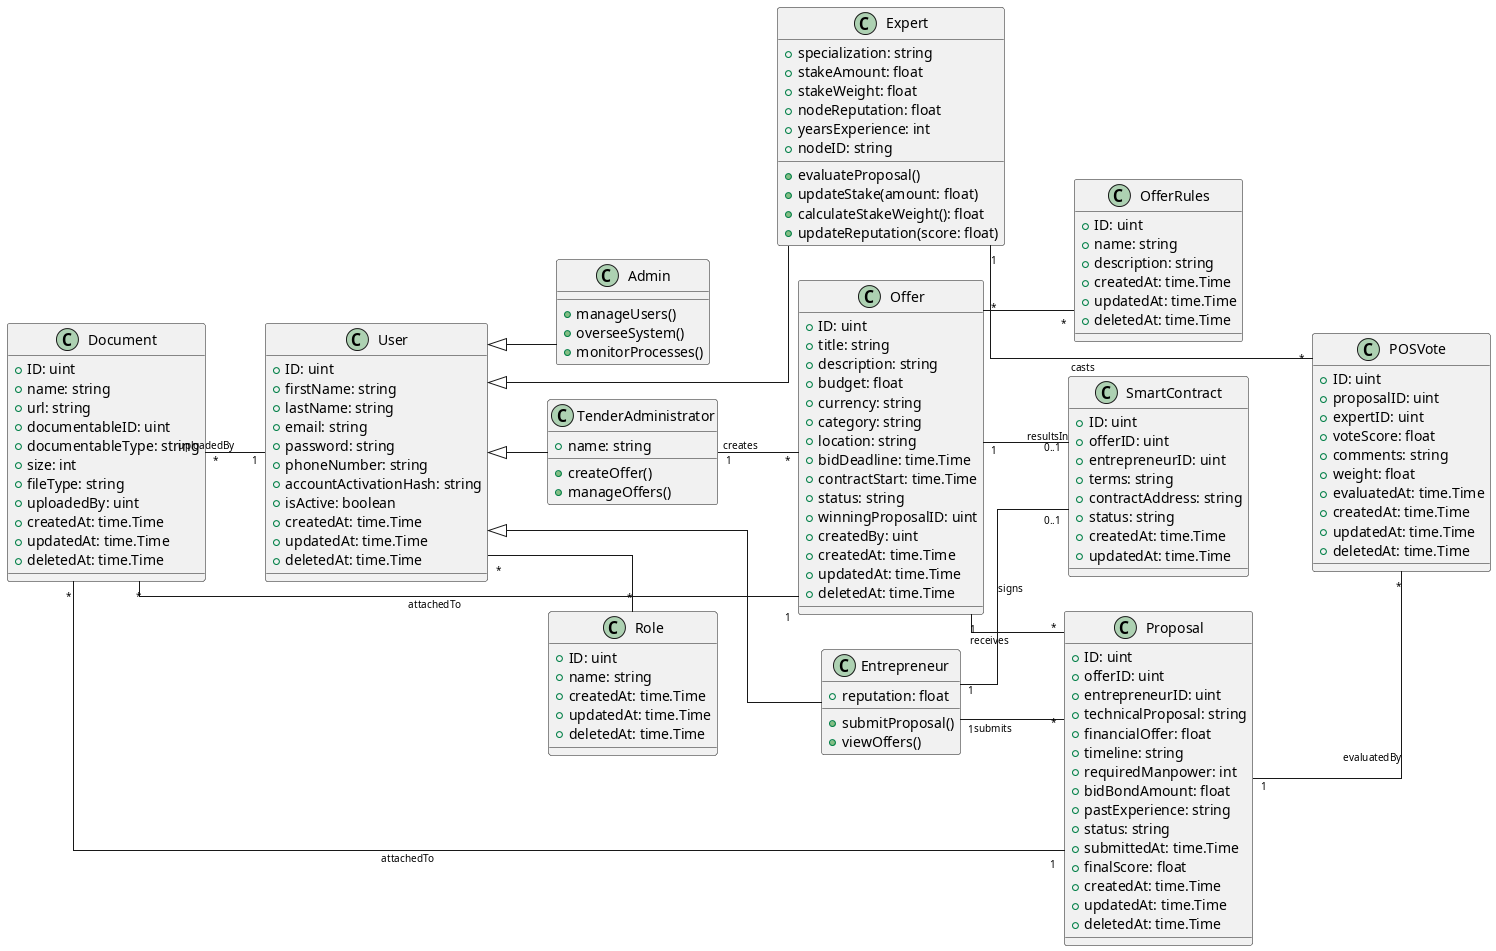 C Expert
specialization: string
stakeAmount: float
stakeWeight: float
nodeReputation: float
yearsExperience: int
nodeID: string
evaluateProposal()
updateStake(amount: float)
calculateStakeWeight(): float
updateReputation(score: float)
C OfferRules
ID: uint
name: string
description: string
createdAt: time.Time
updatedAt: time.Time
deletedAt: time.Time
C Admin
manageUsers()
overseeSystem()
monitorProcesses()
C Document
ID: uint
name: string
url: string
documentableID: uint
documentableType: string
size: int
fileType: string
uploadedBy: uint
createdAt: time.Time
updatedAt: time.Time
deletedAt: time.Time
uploadedBy
*
1
C User
ID: uint
firstName: string
lastName: string
email: string
password: string
phoneNumber: string
accountActivationHash: string
isActive: boolean
createdAt: time.Time
updatedAt: time.Time
deletedAt: time.Time
C TenderAdministrator
name: string
createOffer()
manageOffers()
creates
1
*
C Offer
ID: uint
title: string
description: string
budget: float
currency: string
category: string
location: string
bidDeadline: time.Time
contractStart: time.Time
status: string
winningProposalID: uint
createdBy: uint
createdAt: time.Time
updatedAt: time.Time
deletedAt: time.Time
*
*
1
casts
*
resultsIn
1
0..1
C SmartContract
ID: uint
offerID: uint
entrepreneurID: uint
terms: string
contractAddress: string
status: string
createdAt: time.Time
updatedAt: time.Time
C POSVote
ID: uint
proposalID: uint
expertID: uint
voteScore: float
comments: string
weight: float
evaluatedAt: time.Time
createdAt: time.Time
updatedAt: time.Time
deletedAt: time.Time
0..1
signs
1
*
*
C Role
ID: uint
name: string
createdAt: time.Time
updatedAt: time.Time
deletedAt: time.Time
*
attachedTo
1
C Entrepreneur
reputation: float
submitProposal()
viewOffers()
1
receives
*
1
submits
*
C Proposal
ID: uint
offerID: uint
entrepreneurID: uint
technicalProposal: string
financialOffer: float
timeline: string
requiredManpower: int
bidBondAmount: float
pastExperience: string
status: string
submittedAt: time.Time
finalScore: float
createdAt: time.Time
updatedAt: time.Time
deletedAt: time.Time
*
evaluatedBy
1
*
attachedTo
1